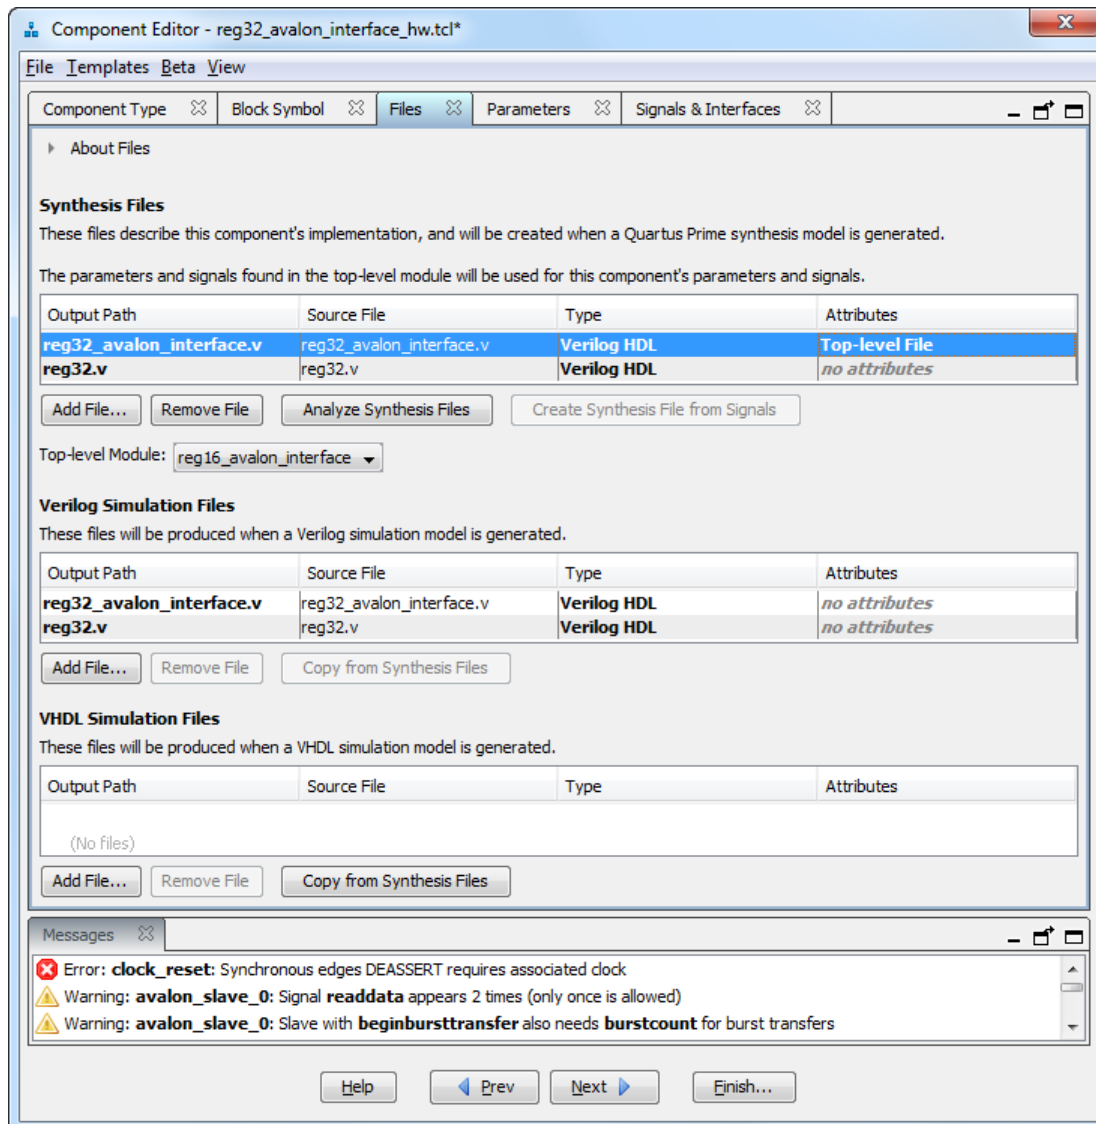 Component Editor - reg32_avalon_interface_hw.tcl*
File Templates Beta View
Component Type Block Symbol Files Parameters Signals & Interfaces
About Files
Synthesis Files
These files describe this component's implementation, and will be created when a Quartus Prime synthesis model is generated.
The parameters and signals found in the top-level module will be used for this component's parameters and signals.
Output Path Source File Type Attributes
reg32_avalon_interface.v reg32_avalon_interface.v Verilog HDL Top-level File
reg32.v reg32.v Verilog HDL no attributes
Add File... Remove File Analyze Synthesis Files Create Synthesis File from Signals
Top-level Module: reg16_avalon_interface
Verilog Simulation Files
These files will be produced when a Verilog simulation model is generated.
Output Path Source File Type Attributes
reg32_avalon_interface.v reg32_avalon_interface.v Verilog HDL no attributes
reg32.v reg32.v Verilog HDL no attributes
Add File... Remove File Copy from Synthesis Files
VHDL Simulation Files
These files will be produced when a VHDL simulation model is generated.
Output Path Source File Type Attributes
(No files)
Add File... Remove File Copy from Synthesis Files
Messages
Error: clock_reset: Synchronous edges DEASSERT requires associated clock
Warning: avalon_slave_0: Signal readdata appears 2 times (only once is allowed)
Warning: avalon_slave_0: Slave with beginbursttransfer also needs burstcount for burst transfers
Help Prev Next Finish...